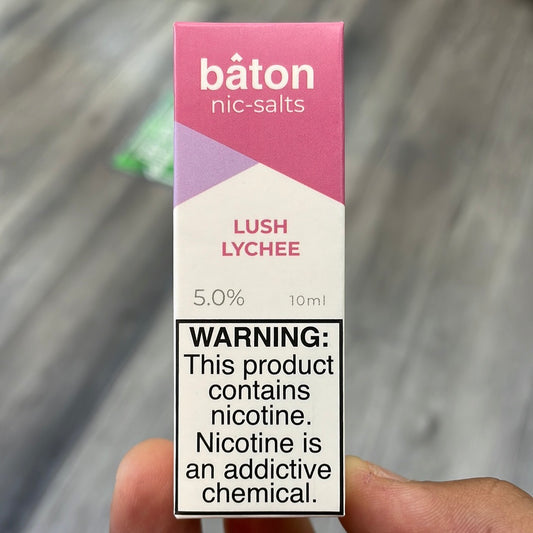 bâton
nic-salts
LUSH
LYCHEE
5.0% 10ml
WARNING:
This product
contains
nicotine.
Nicotine is
an addictive
chemical.